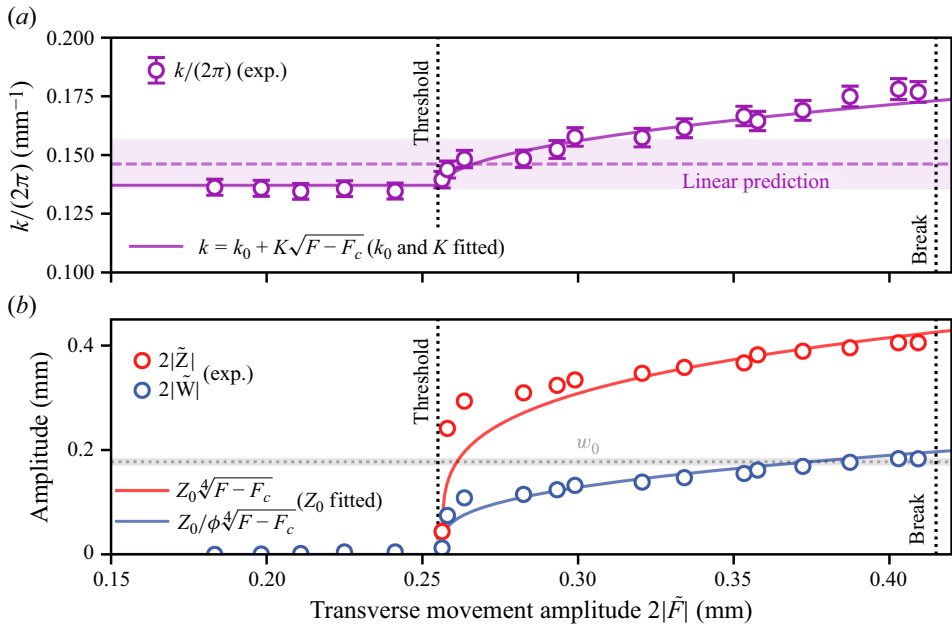 (a)
0.200
0.175
0.150
0.125
0.100
k/(2π) (mm⁻¹)
k/(2π) (exp.)
Threshold
Linear prediction
k = k₀ + K√F − F_c (k₀ and K fitted)
Break
(b)
0.4
0.2
0
Amplitude (mm)
2|Z̃|
2|W̃|
(exp.)
Threshold
w₀
Z₀∜F − F_c
Z₀/ϕ∜F − F_c
(Z₀ fitted)
Break
0.15 0.20 0.25 0.30 0.35 0.40
Transverse movement amplitude 2|F̃| (mm)